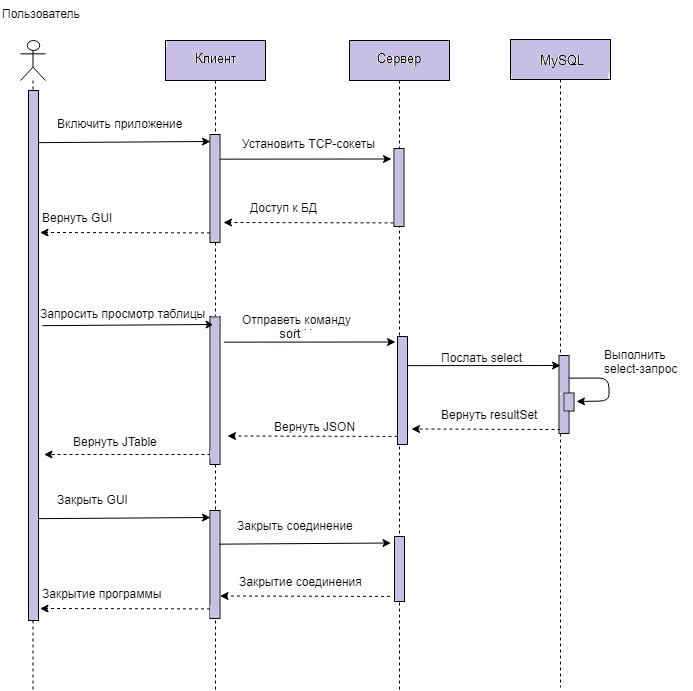 Пользователь
Клиент
Сервер
MySQL
Включить приложение
Установить TCP-сокеты
Доступ к БД
Вернуть GUI
Запросить просмотр таблицы
Отправеть команду
sort
Послать select
Выполнить
select-запрос
Вернуть resultSet
Вернуть JSON
Вернуть JTable
Закрыть GUI
Закрыть соединение
Закрытие соединения
Закрытие программы